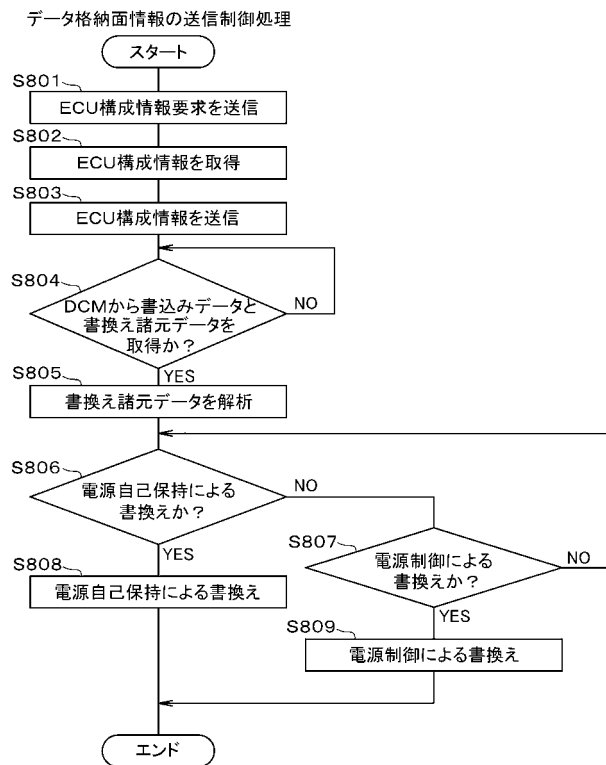 データ格納面情報の送信制御処理
スタート
S801
ECU構成情報要求を送信
S802
ECU構成情報を取得
S803
ECU構成情報を送信
S804
DCMから書込みデータと
書換え諸元データを
取得か?
NO
YES
S805
書換え諸元データを解析
S806
電源自己保持による
書換えか?
NO
YES
S807
電源制御による
書換えか?
NO
YES
S808
電源自己保持による書換え
S809
電源制御による書換え
エンド